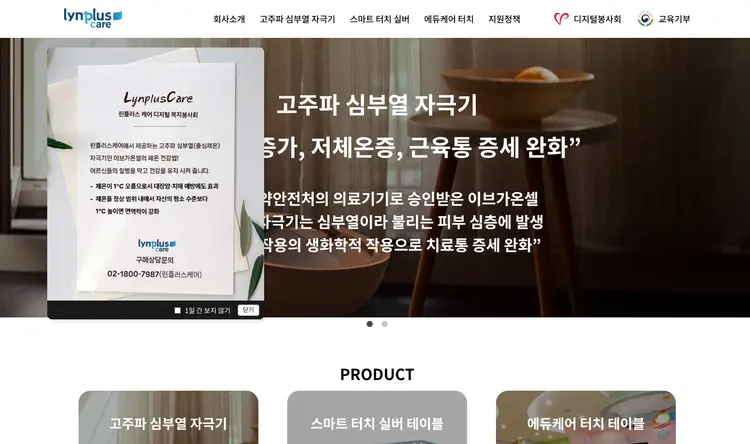 lynplus care
회사소개 고주파 심부열 자극기 스마트 터치 실버 에듀케어 터치 지원정책 디지털봉사회 교육기부
LynplusCare
린플러스 케어 디지털 복지봉사회
린플러스케어에서 제공하는 고주파 심부열(중심체온)
자극기인 이브가온셀의 체온 건강법!
어르신들의 질병을 막고 건강을 유지 시켜 줍니다.
- 체온이 1°C 오름으로서 대장암·치매 예방에도 효과
- 체온을 정상 범위 내에서 자신의 평소 수준보다
1°C 높이면 면역력이 강화
lynplus care
구매상담문의
02-1800-7987(린플러스케어)
1일 간 보지 않기 닫기
고주파 심부열 자극기
증가, 저체온증, 근육통 증세 완화”
약안전처의 의료기기로 승인받은 이브가온셀
자극기는 심부열이라 불리는 피부 심층에 발생
작용의 생화학적 작용으로 치료통 증세 완화”
PRODUCT
고주파 심부열 자극기 스마트 터치 실버 테이블 에듀케어 터치 테이블